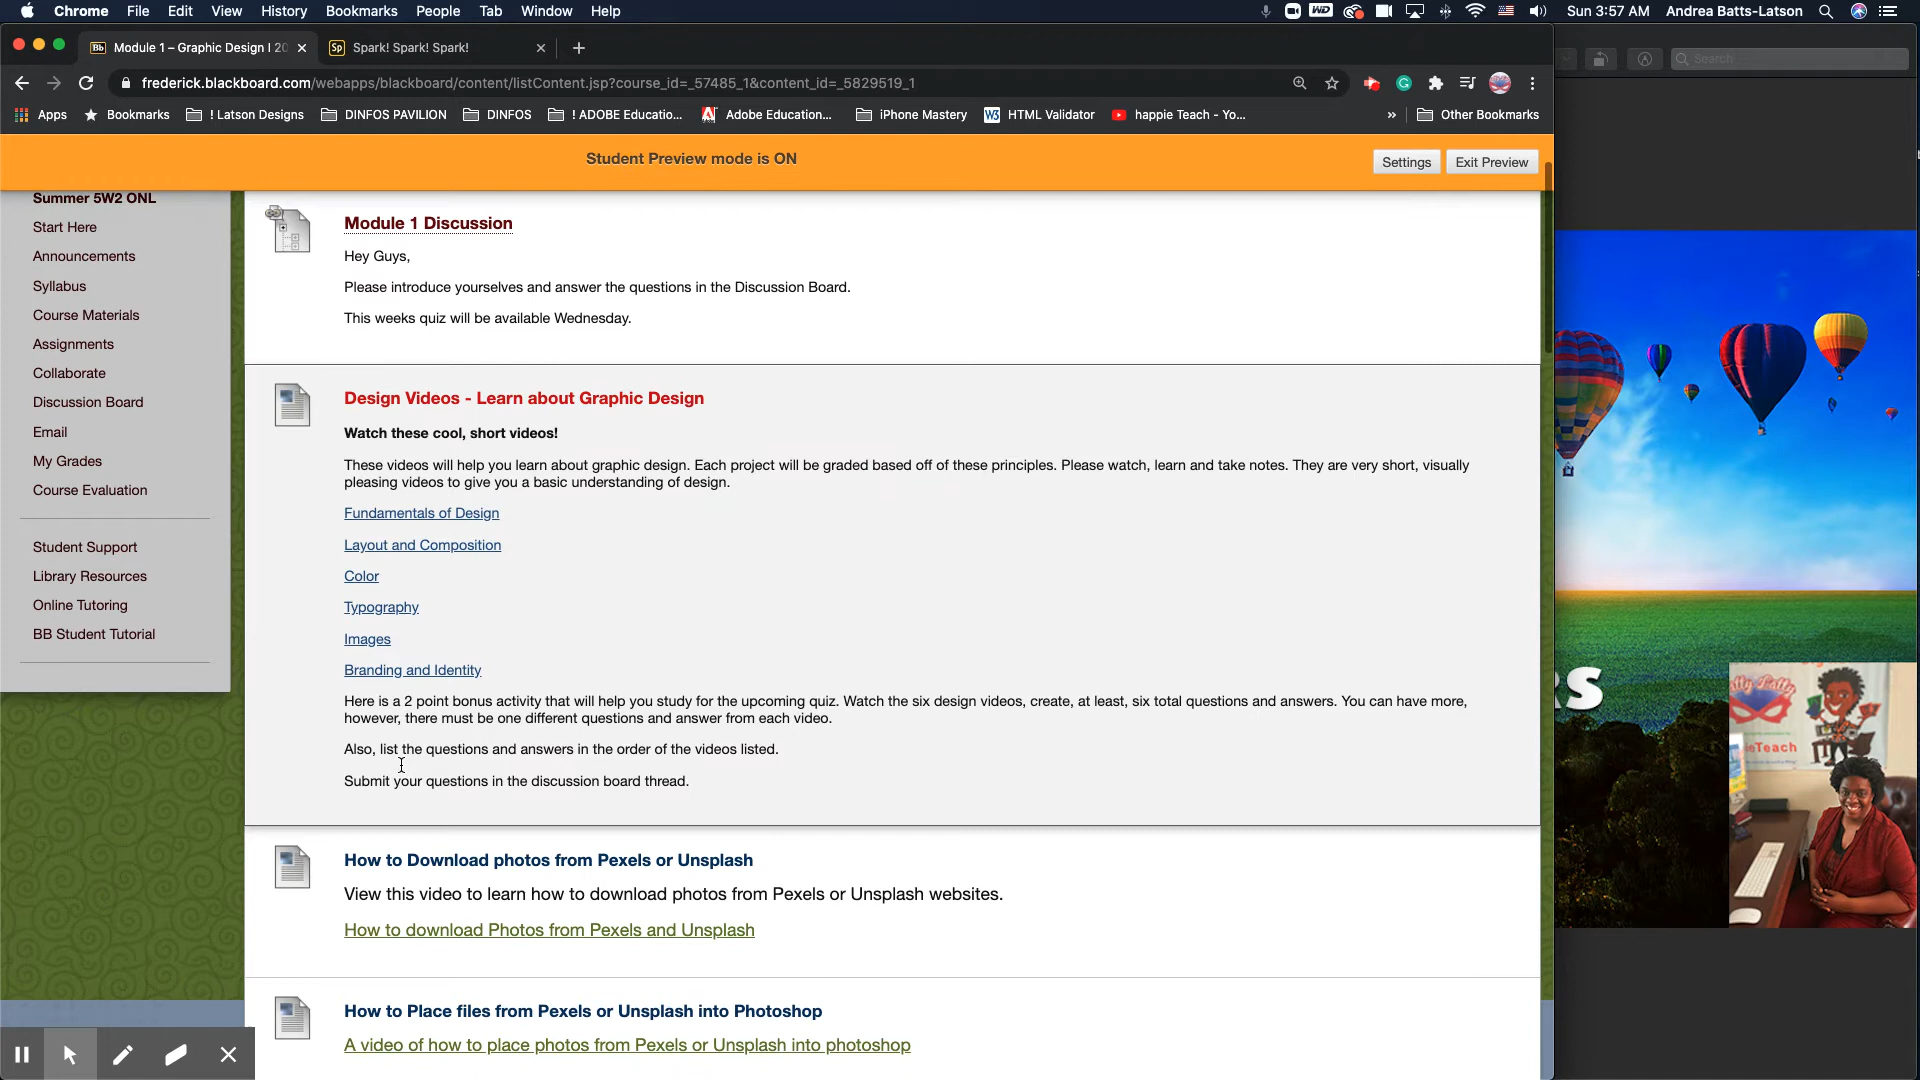 Chrome File Edit View History Bookmarks People Tab Window Help
WD Sun 3:57 AM Andrea Batts-Latson
Bb Module 1 – Graphic Design I 20
Sp Spark! Spark! Spark!
Search
frederick.blackboard.com/webapps/blackboard/content/listContent.jsp?course_id=_57485_1&content_id=_5829519_1
Apps Bookmarks ! Latson Designs DINFOS PAVILION DINFOS ! ADOBE Educatio... Adobe Education... iPhone Mastery W3 HTML Validator happie Teach - Yo... » Other Bookmarks
Student Preview mode is ON
Settings Exit Preview
Summer 5W2 ONL
Start Here
Announcements
Syllabus
Course Materials
Assignments
Collaborate
Discussion Board
Email
My Grades
Course Evaluation
Student Support
Library Resources
Online Tutoring
BB Student Tutorial
Module 1 Discussion
Hey Guys,
Please introduce yourselves and answer the questions in the Discussion Board.
This weeks quiz will be available Wednesday.
Design Videos - Learn about Graphic Design
Watch these cool, short videos!
These videos will help you learn about graphic design. Each project will be graded based off of these principles. Please watch, learn and take notes. They are very short, visually
pleasing videos to give you a basic understanding of design.
Fundamentals of Design
Layout and Composition
Color
Typography
Images
Branding and Identity
Here is a 2 point bonus activity that will help you study for the upcoming quiz. Watch the six design videos, create, at least, six total questions and answers. You can have more,
however, there must be one different questions and answer from each video.
Also, list the questions and answers in the order of the videos listed.
Submit your questions in the discussion board thread.
How to Download photos from Pexels or Unsplash
View this video to learn how to download photos from Pexels or Unsplash websites.
How to download Photos from Pexels and Unsplash
How to Place files from Pexels or Unsplash into Photoshop
A video of how to place photos from Pexels or Unsplash into photoshop
RS
ieTeach